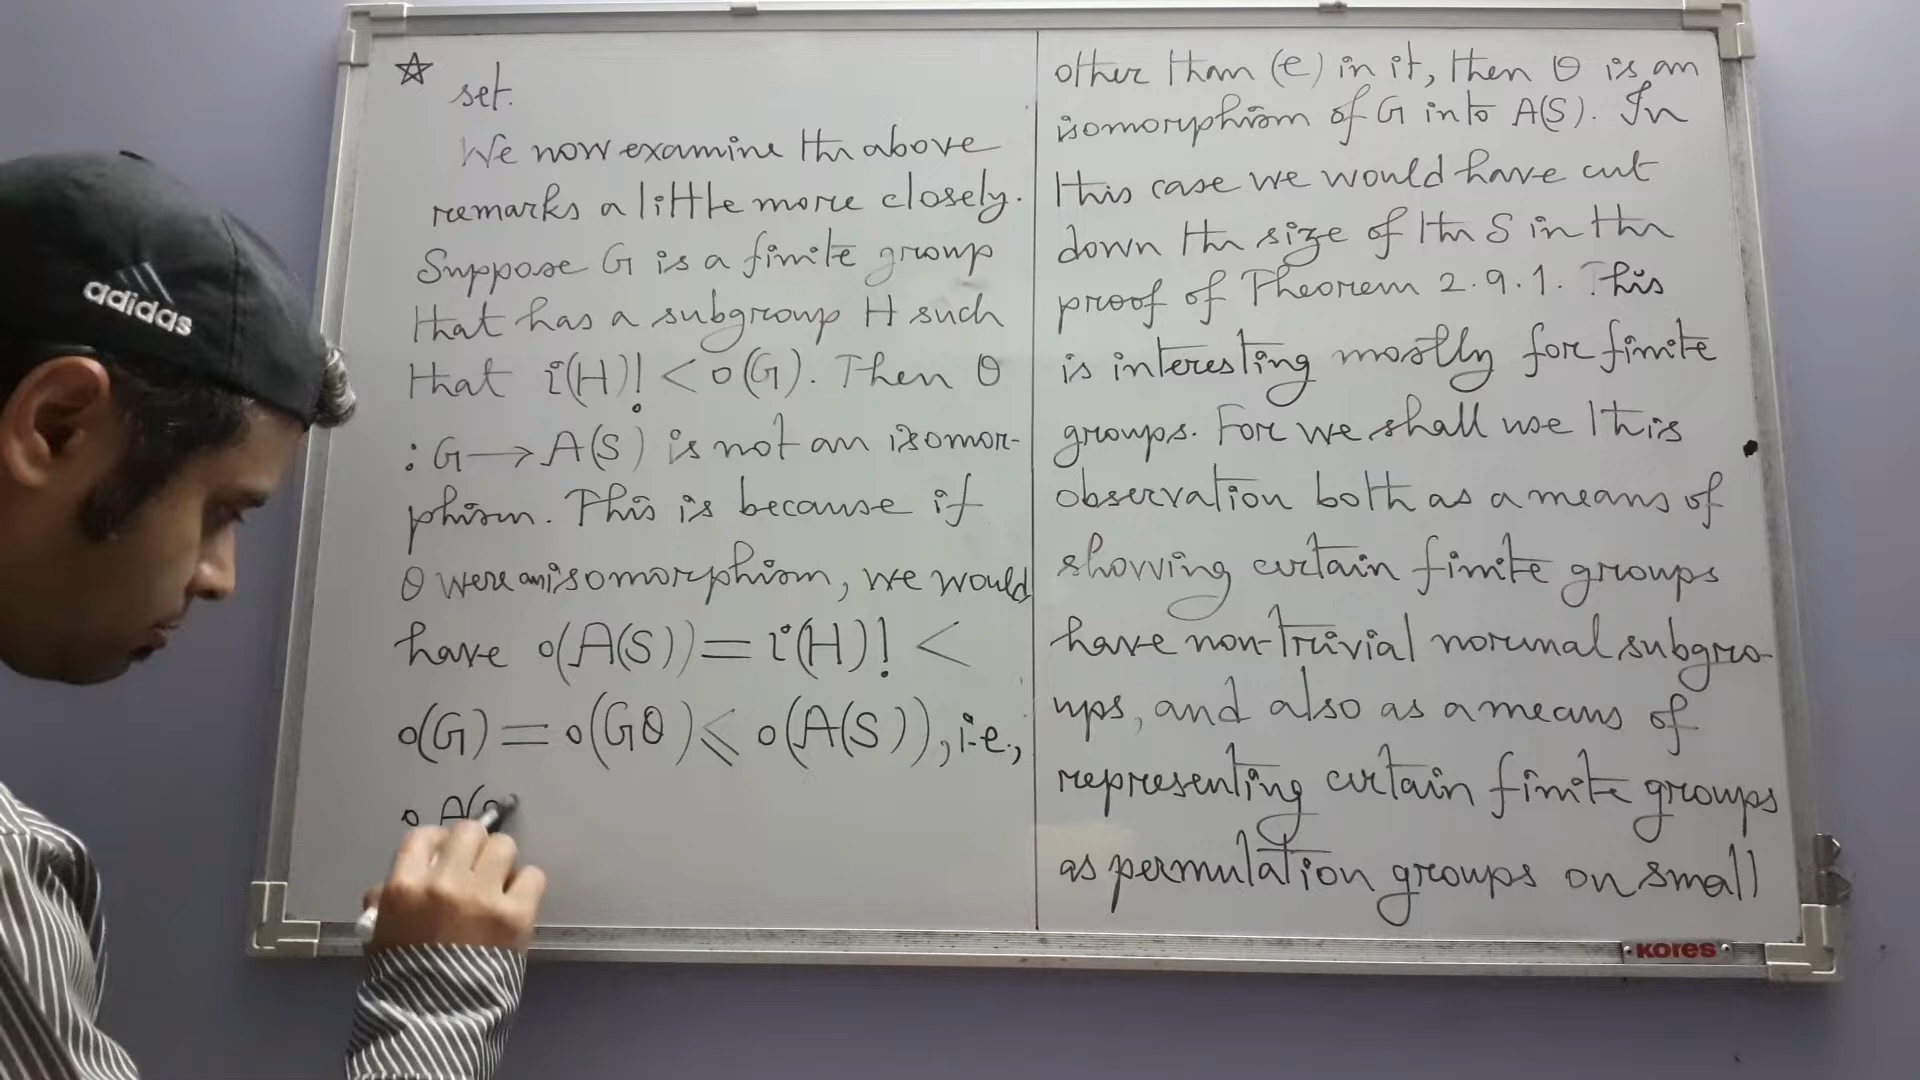 ☆ set.
We now examine the above
remarks a little more closely.
Suppose G is a finite group
that has a subgroup H such
that i(H)! < o(G). Then θ
: G → A(S) is not an isomor-
phism. This is because if
θ were an isomorphism, we would
have o(A(S)) = i(H)! <
o(G) = o(Gθ) ≤ o(A(S)), i.e.,
other than (e) in it, then θ is an
isomorphism of G into A(S). In
this case we would have cut
down the size of the S in the
proof of Theorem 2.9.1. This
is interesting mostly for finite
groups. For we shall use this
observation both as a means of
showing certain finite groups
have non-trivial normal subgro-
ups, and also as a means of
representing certain finite groups
as permutation groups on small
adidas
Kores